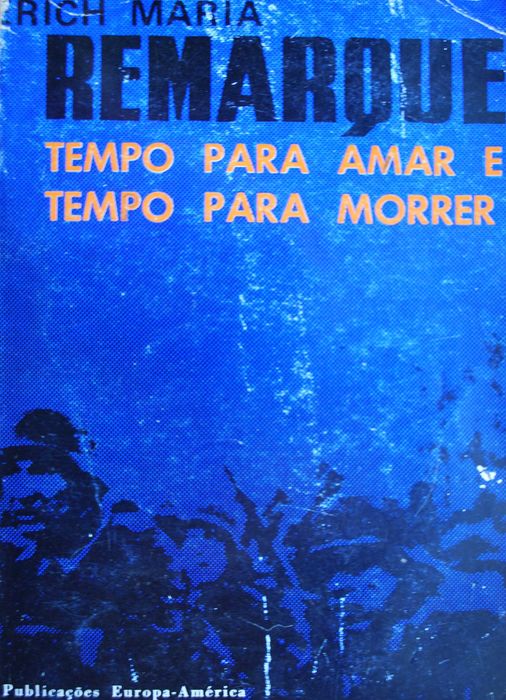 ERICH MARIA
REMARQUE
TEMPO PARA AMAR E
TEMPO PARA MORRER
Publicações Europa-América